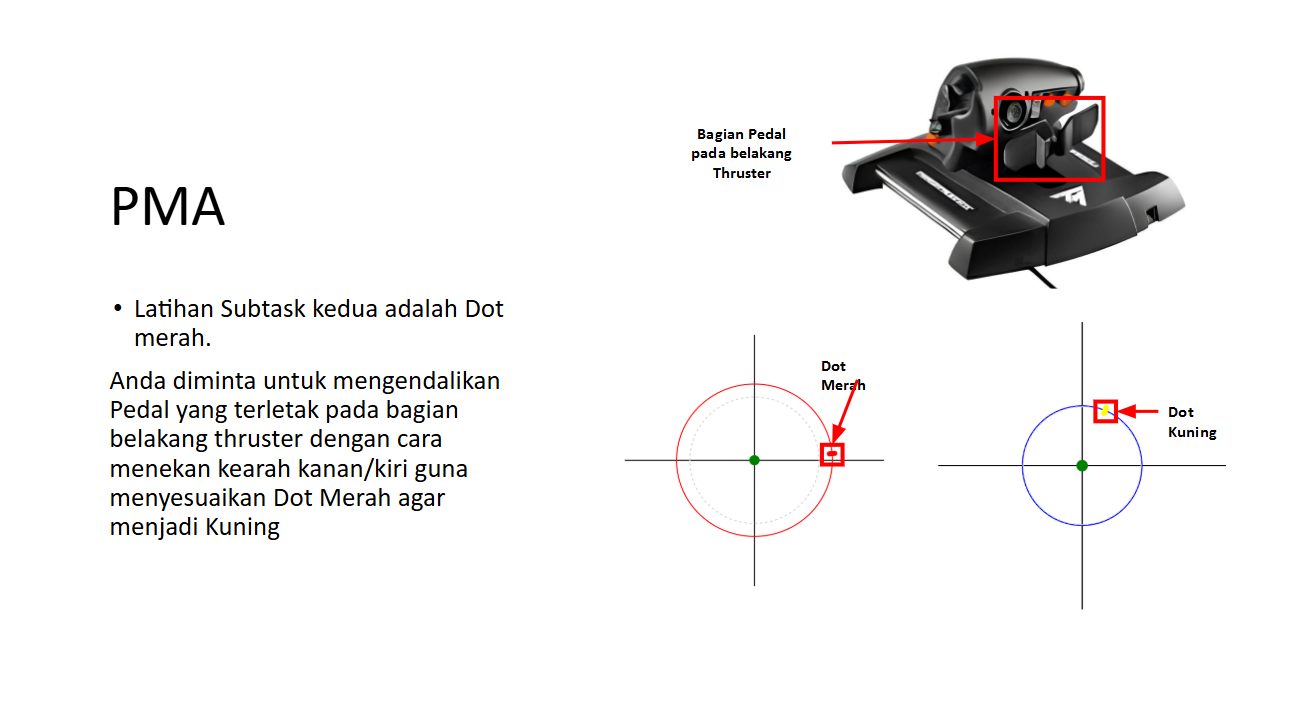 PMA
• Latihan Subtask kedua adalah Dot
merah.
Anda diminta untuk mengendalikan
Pedal yang terletak pada bagian
belakang thruster dengan cara
menekan kearah kanan/kiri guna
menyesuaikan Dot Merah agar
menjadi Kuning
Bagian Pedal
pada belakang
Thruster
Dot
Merah
Dot
Kuning